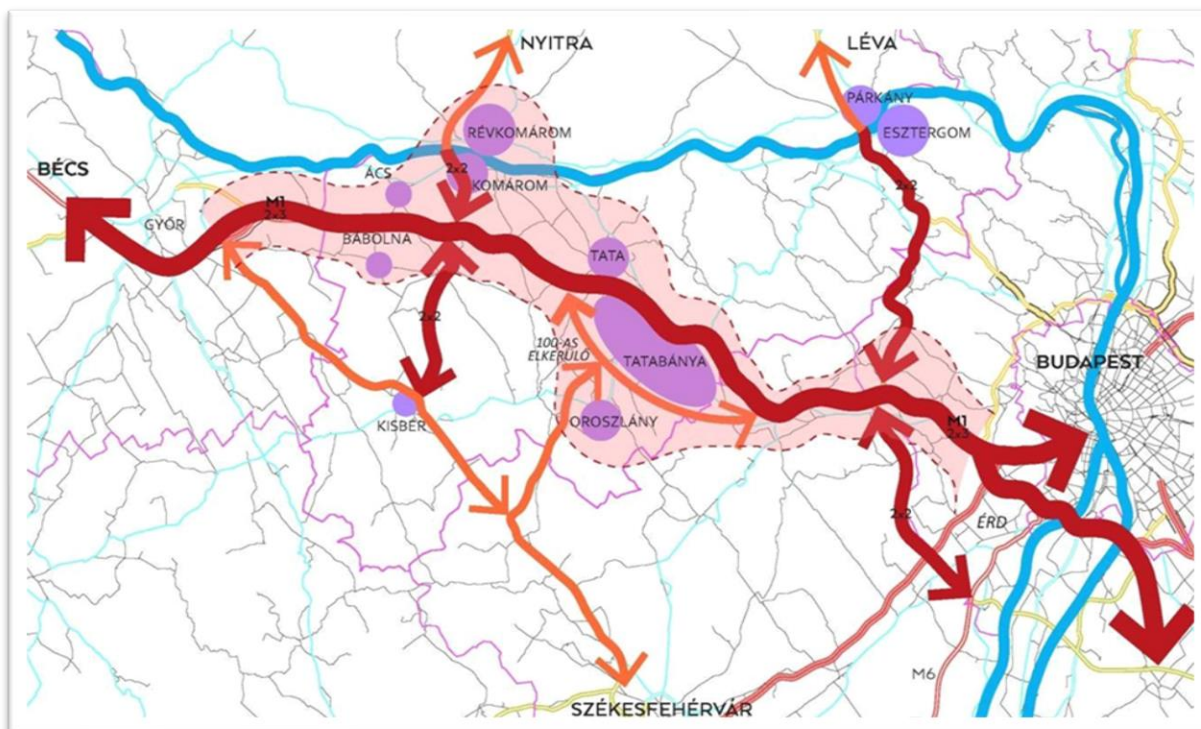 NYITRA
LÉVA
PÁRKÁNY
RÉVKOMÁROM
ESZTERGOM
BÉCS
2x2
ÁCS
KOMÁROM
2x2
M1
2x3
GYŐR
BÁBOLNA
TATA
2x2
100-AS
ELKERÜLŐ
TATABÁNYA
BUDAPEST
KISBÉR
OROSZLÁNY
M1
2x3
2x2
ÉRD
M6
SZÉKESFEHÉRVÁR